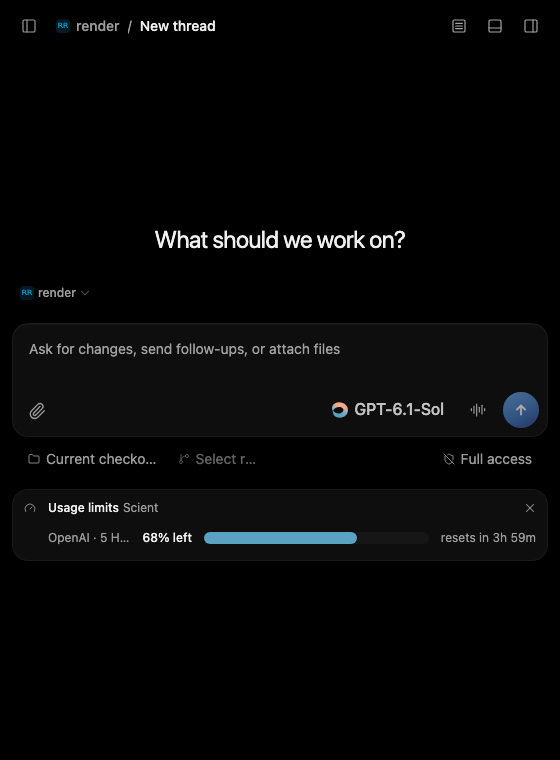 RR render / New thread
What should we work on?
RR render
Ask for changes, send follow-ups, or attach files
GPT-6.1-Sol
Current checko... Select r... Full access
Usage limits Scient
OpenAI · 5 H... 68% left resets in 3h 59m